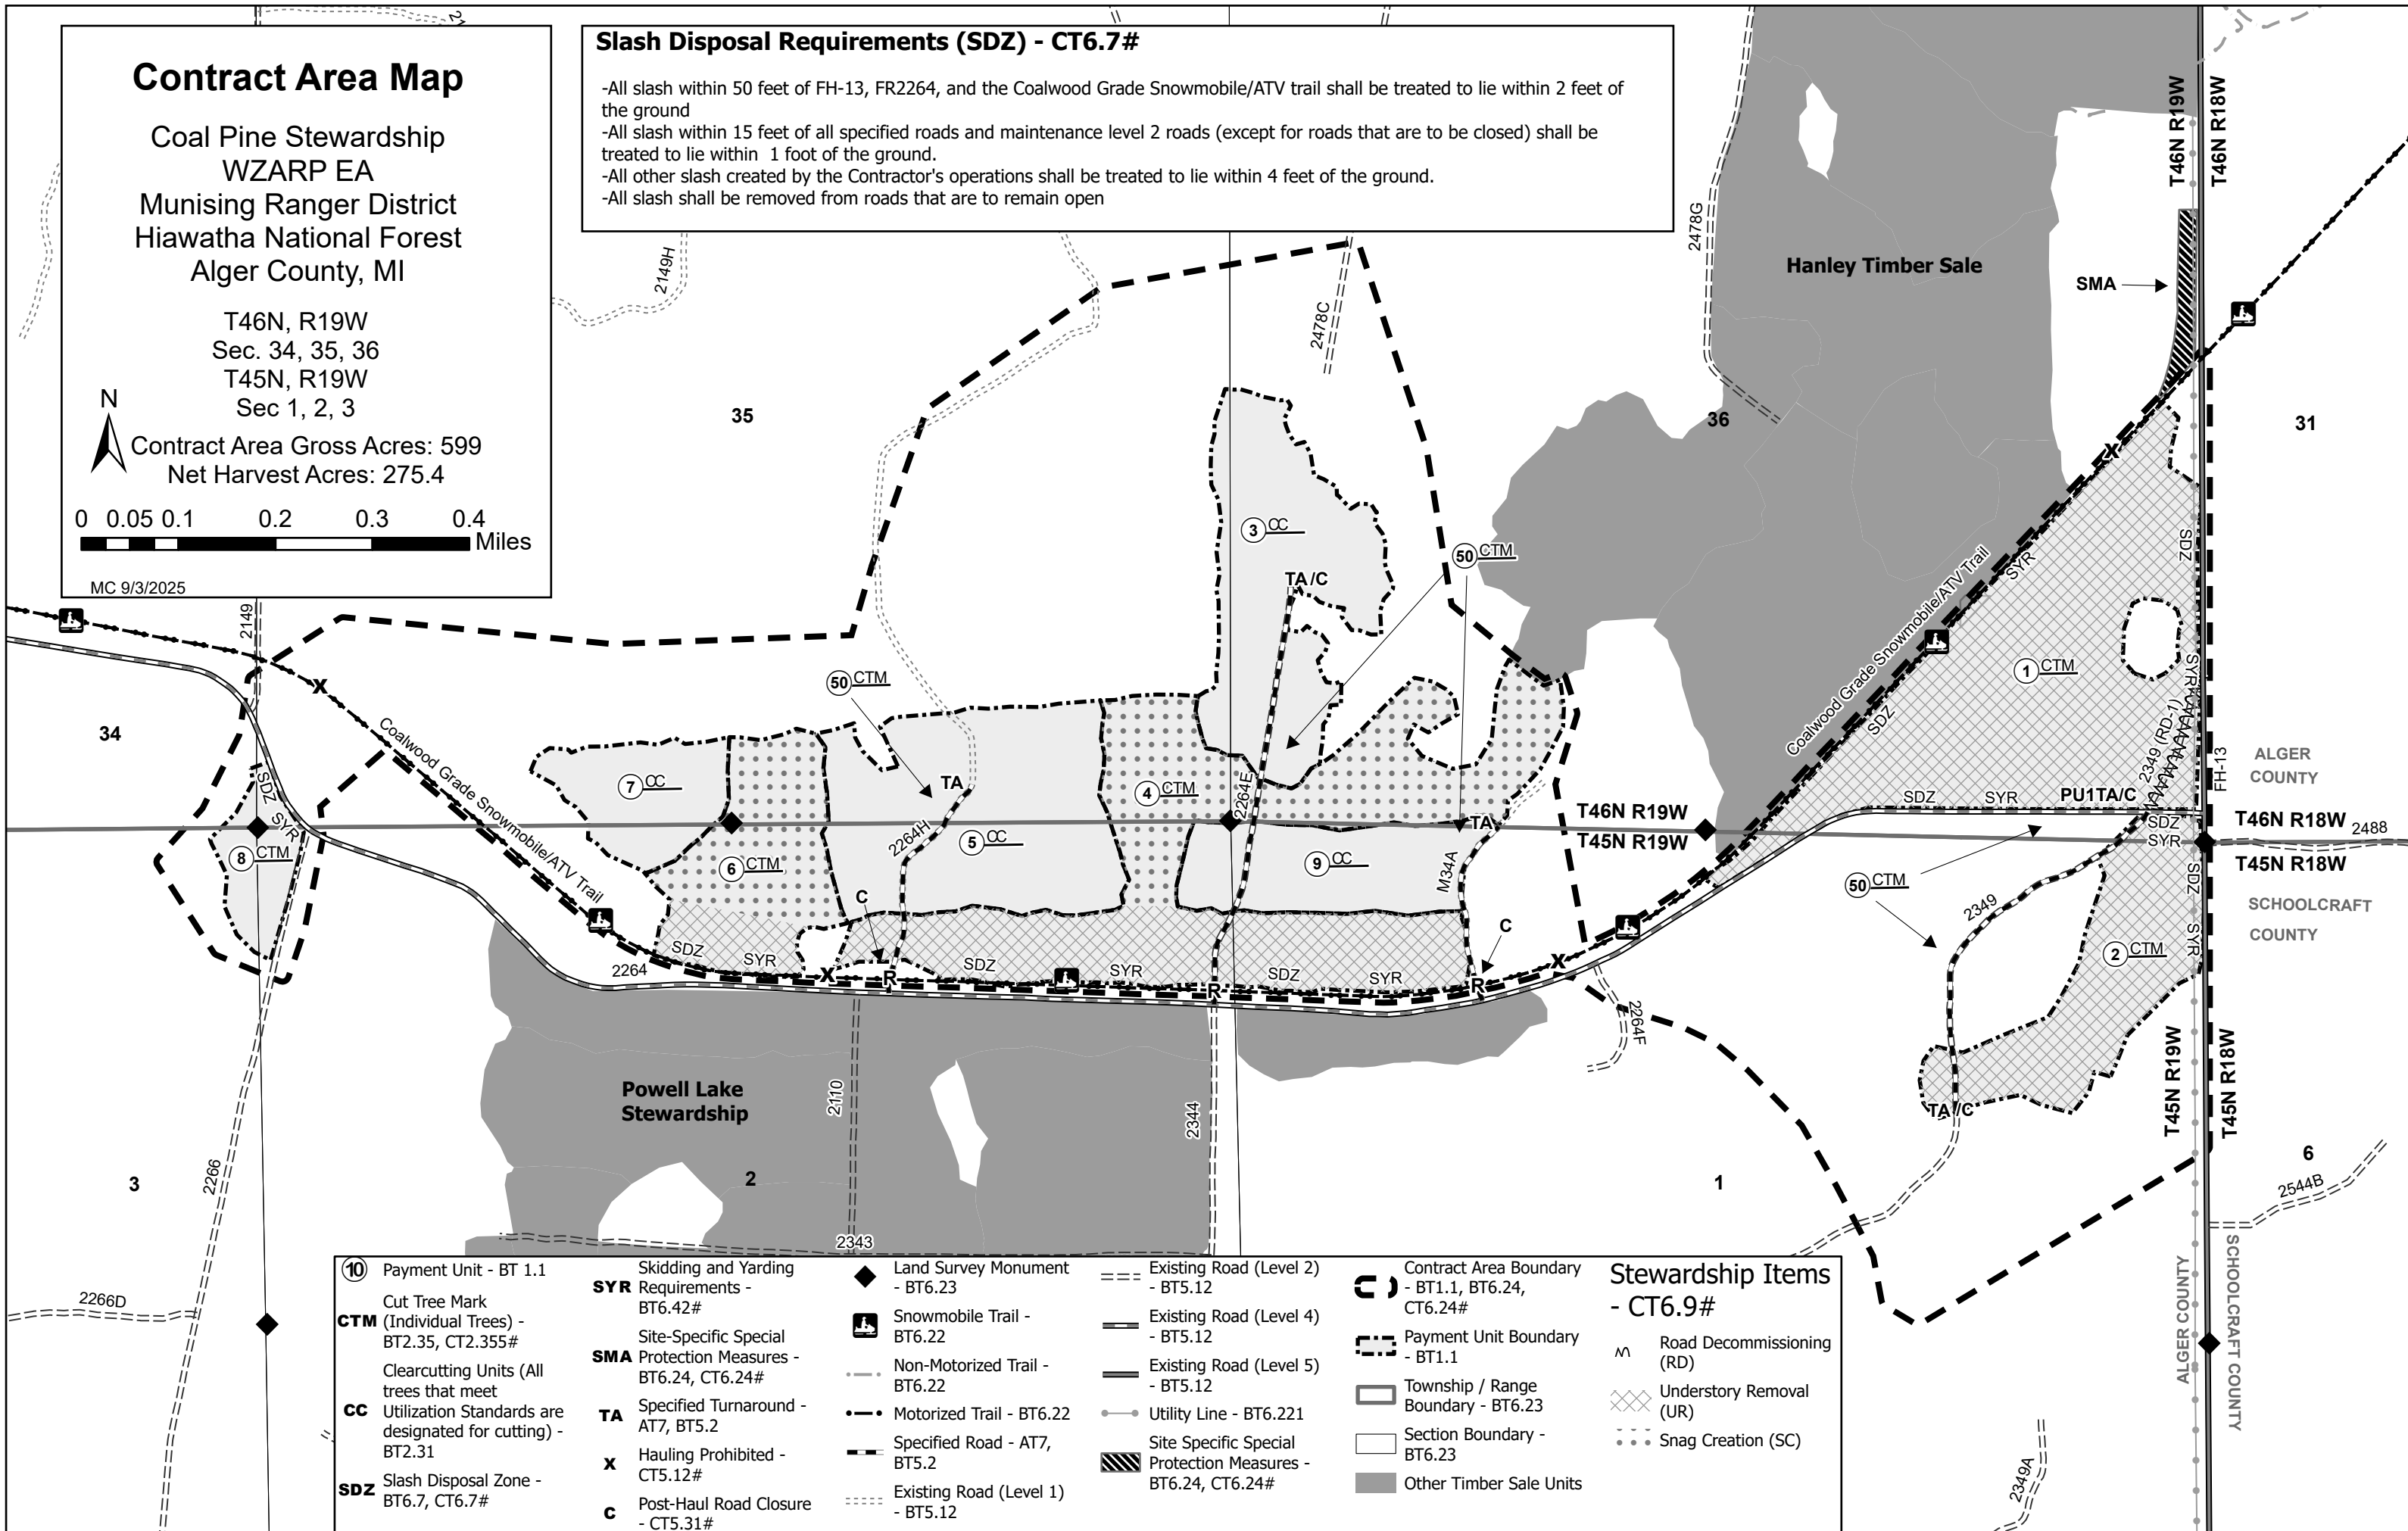 Contract Area Map
Coal Pine Stewardship
WZARP EA
Munising Ranger District
Hiawatha National Forest
Alger County, MI
T46N, R19W
Sec. 34, 35, 36
T45N, R19W
Sec 1, 2, 3
N
Contract Area Gross Acres: 599
Net Harvest Acres: 275.4
0 0.05 0.1 0.2 0.3 0.4
Miles
MC 9/3/2025
Slash Disposal Requirements (SDZ) - CT6.7#
-All slash within 50 feet of FH-13, FR2264, and the Coalwood Grade Snowmobile/ATV trail shall be treated to lie within 2 feet of
the ground
-All slash within 15 feet of all specified roads and maintenance level 2 roads (except for roads that are to be closed) shall be
treated to lie within 1 foot of the ground.
-All other slash created by the Contractor's operations shall be treated to lie within 4 feet of the ground.
-All slash shall be removed from roads that are to remain open
2149H
2478C
2478G
Hanley Timber Sale
SMA
T46N R19W
T46N R18W
35
36
31
34
2149
X
Coalwood Grade Snowmobile/ATV Trail
3 CC
TA/C
50 CTM
50 CTM
7 CC
TA
4 CTM
2264E
TA
2264H
5 CC
6 CTM
9 CC
M34A
8 CTM
SDZ
SYR
C
C
SDZ
SYR
SDZ
SYR
SDZ
SYR
X
R
R
R
X
2264
2264F
Coalwood Grade Snowmobile/ATV Trail
SYR
SDZ
X
1 CTM
SDZ
SYR
2349 (RD-1)
FH-13
ALGER
COUNTY
SDZ
SYR
PU1TA/C
SDZ
SYR
T46N R19W
T45N R19W
T46N R18W
2488
T45N R18W
SCHOOLCRAFT
COUNTY
50 CTM
2349
2 CTM
SDZ
SYR
TA/C
T45N R19W
T45N R18W
Powell Lake
Stewardship
2110
2344
2266
3
2
1
6
2544B
2343
2266D
2349A
ALGER COUNTY
SCHOOLCRAFT COUNTY
10 Payment Unit - BT 1.1
CTM Cut Tree Mark
(Individual Trees) -
BT2.35, CT2.355#
CC Clearcutting Units (All
trees that meet
Utilization Standards are
designated for cutting) -
BT2.31
SDZ Slash Disposal Zone -
BT6.7, CT6.7#
SYR Skidding and Yarding
Requirements -
BT6.42#
SMA Site-Specific Special
Protection Measures -
BT6.24, CT6.24#
TA Specified Turnaround -
AT7, BT5.2
X Hauling Prohibited -
CT5.12#
C Post-Haul Road Closure
- CT5.31#
Land Survey Monument
- BT6.23
Snowmobile Trail -
BT6.22
Non-Motorized Trail -
BT6.22
Motorized Trail - BT6.22
Specified Road - AT7,
BT5.2
Existing Road (Level 1)
- BT5.12
Existing Road (Level 2)
- BT5.12
Existing Road (Level 4)
- BT5.12
Existing Road (Level 5)
- BT5.12
Utility Line - BT6.221
Site Specific Special
Protection Measures -
BT6.24, CT6.24#
Contract Area Boundary
- BT1.1, BT6.24,
CT6.24#
Payment Unit Boundary
- BT1.1
Township / Range
Boundary - BT6.23
Section Boundary -
BT6.23
Other Timber Sale Units
Stewardship Items
- CT6.9#
Road Decommissioning
(RD)
Understory Removal
(UR)
Snag Creation (SC)